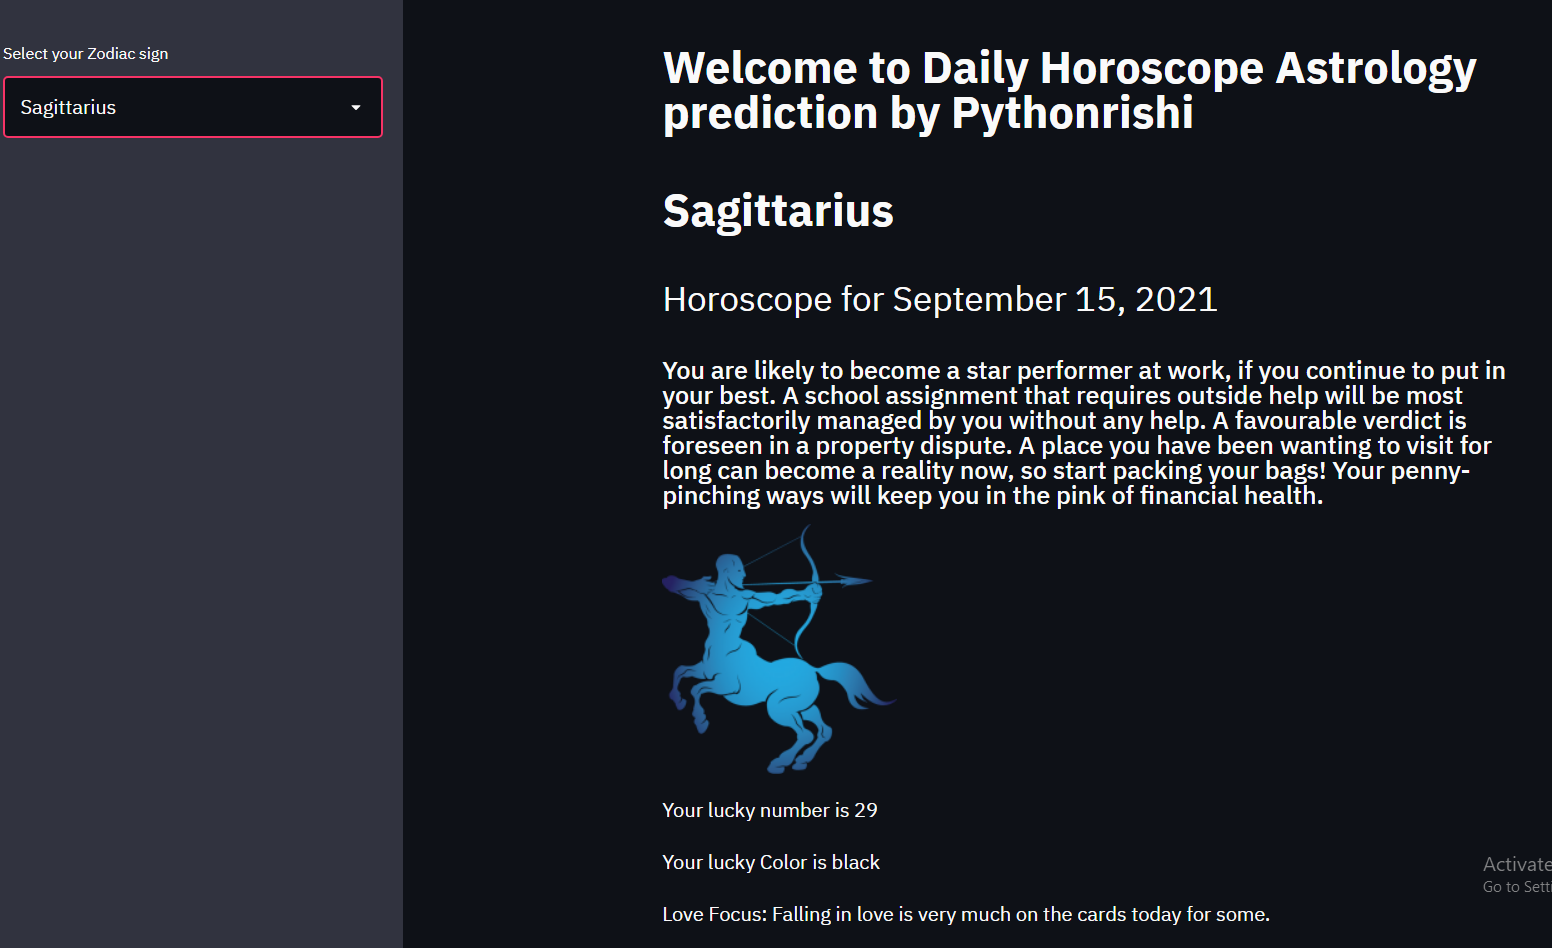 Select your Zodiac sign
Sagittarius
Welcome to Daily Horoscope Astrology
prediction by Pythonrishi
Sagittarius
Horoscope for September 15, 2021
You are likely to become a star performer at work, if you continue to put in
your best. A school assignment that requires outside help will be most
satisfactorily managed by you without any help. A favourable verdict is
foreseen in a property dispute. A place you have been wanting to visit for
long can become a reality now, so start packing your bags! Your penny-
pinching ways will keep you in the pink of financial health.
Your lucky number is 29
Your lucky Color is black
Love Focus: Falling in love is very much on the cards today for some.
Activate
Go to Setti